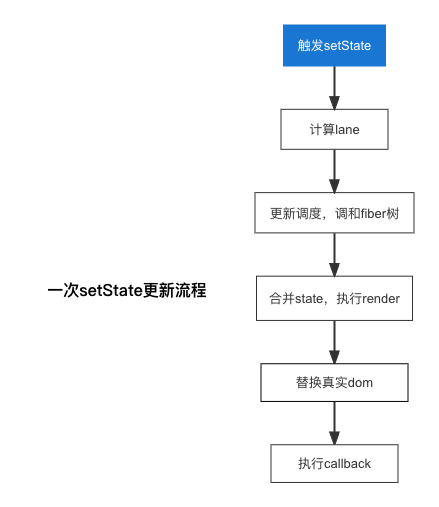 触发setState
计算lane
更新调度，调和fiber树
一次setState更新流程
合并state，执行render
替换真实dom
执行callback